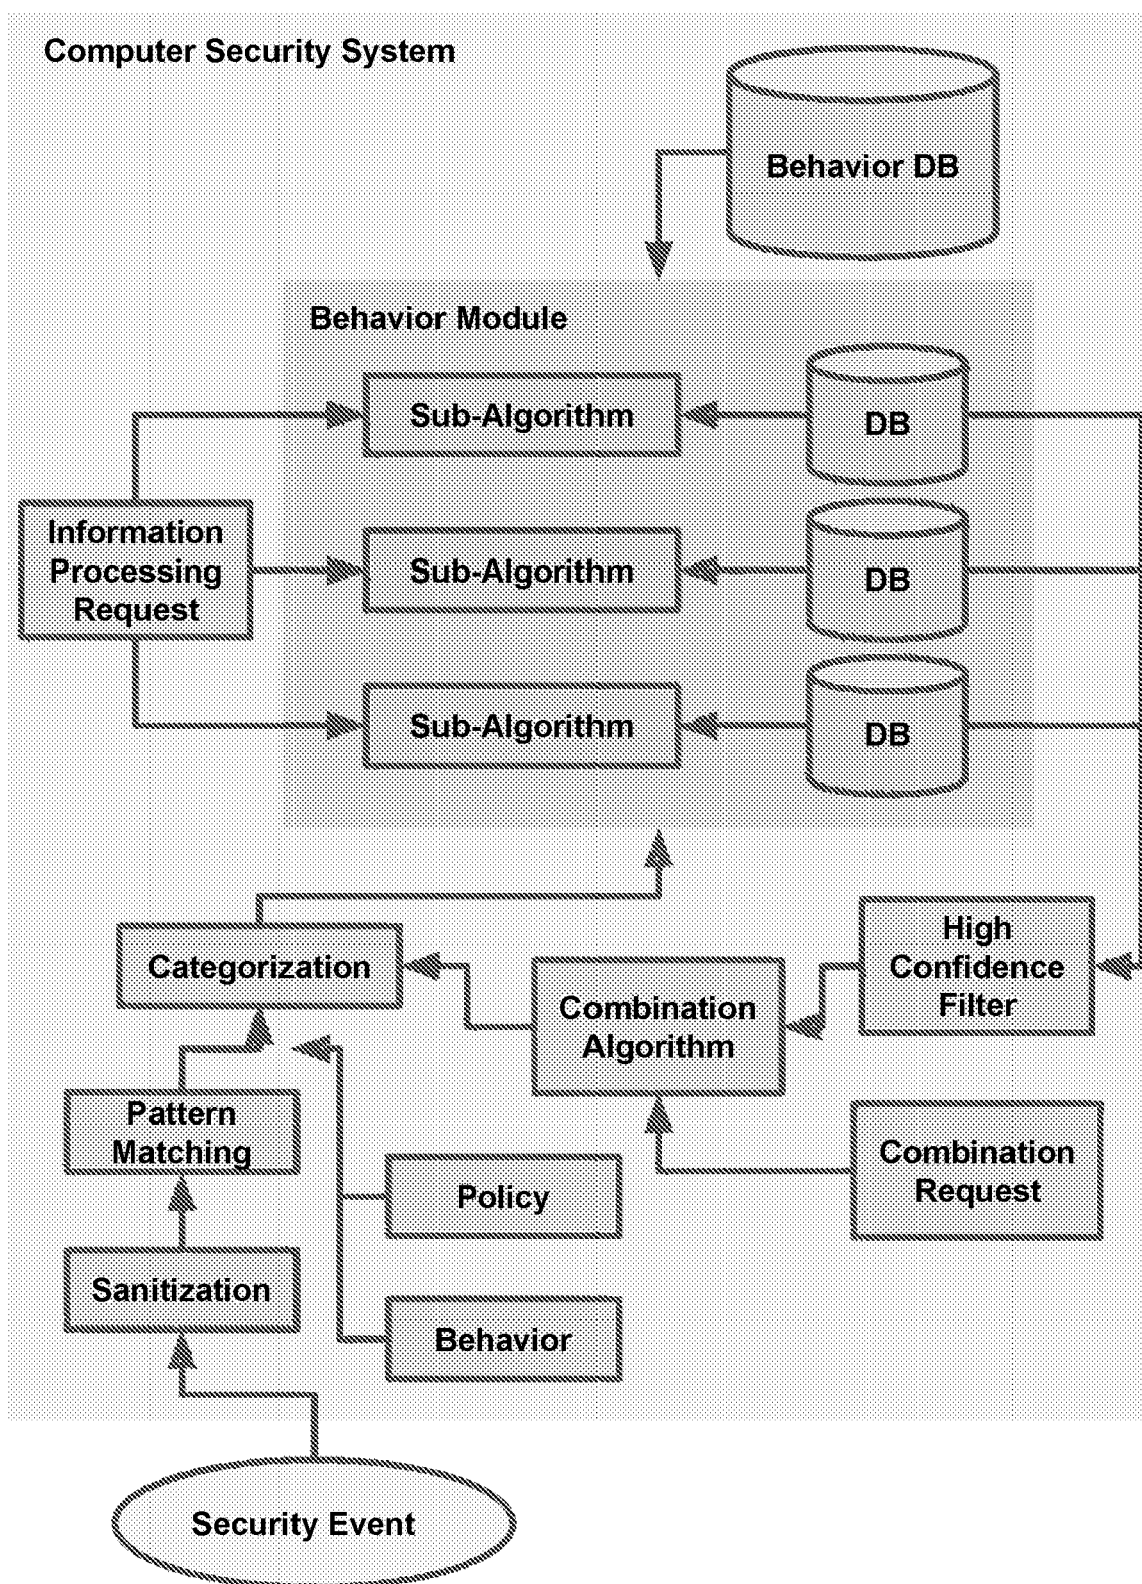 Computer Security System
Behavior DB
Behavior Module
Sub-Algorithm
DB
Information
Processing
Request
Sub-Algorithm
DB
Sub-Algorithm
DB
Categorization
High
Confidence
Filter
Combination
Algorithm
Pattern
Matching
Combination
Request
Policy
Sanitization
Behavior
Security Event